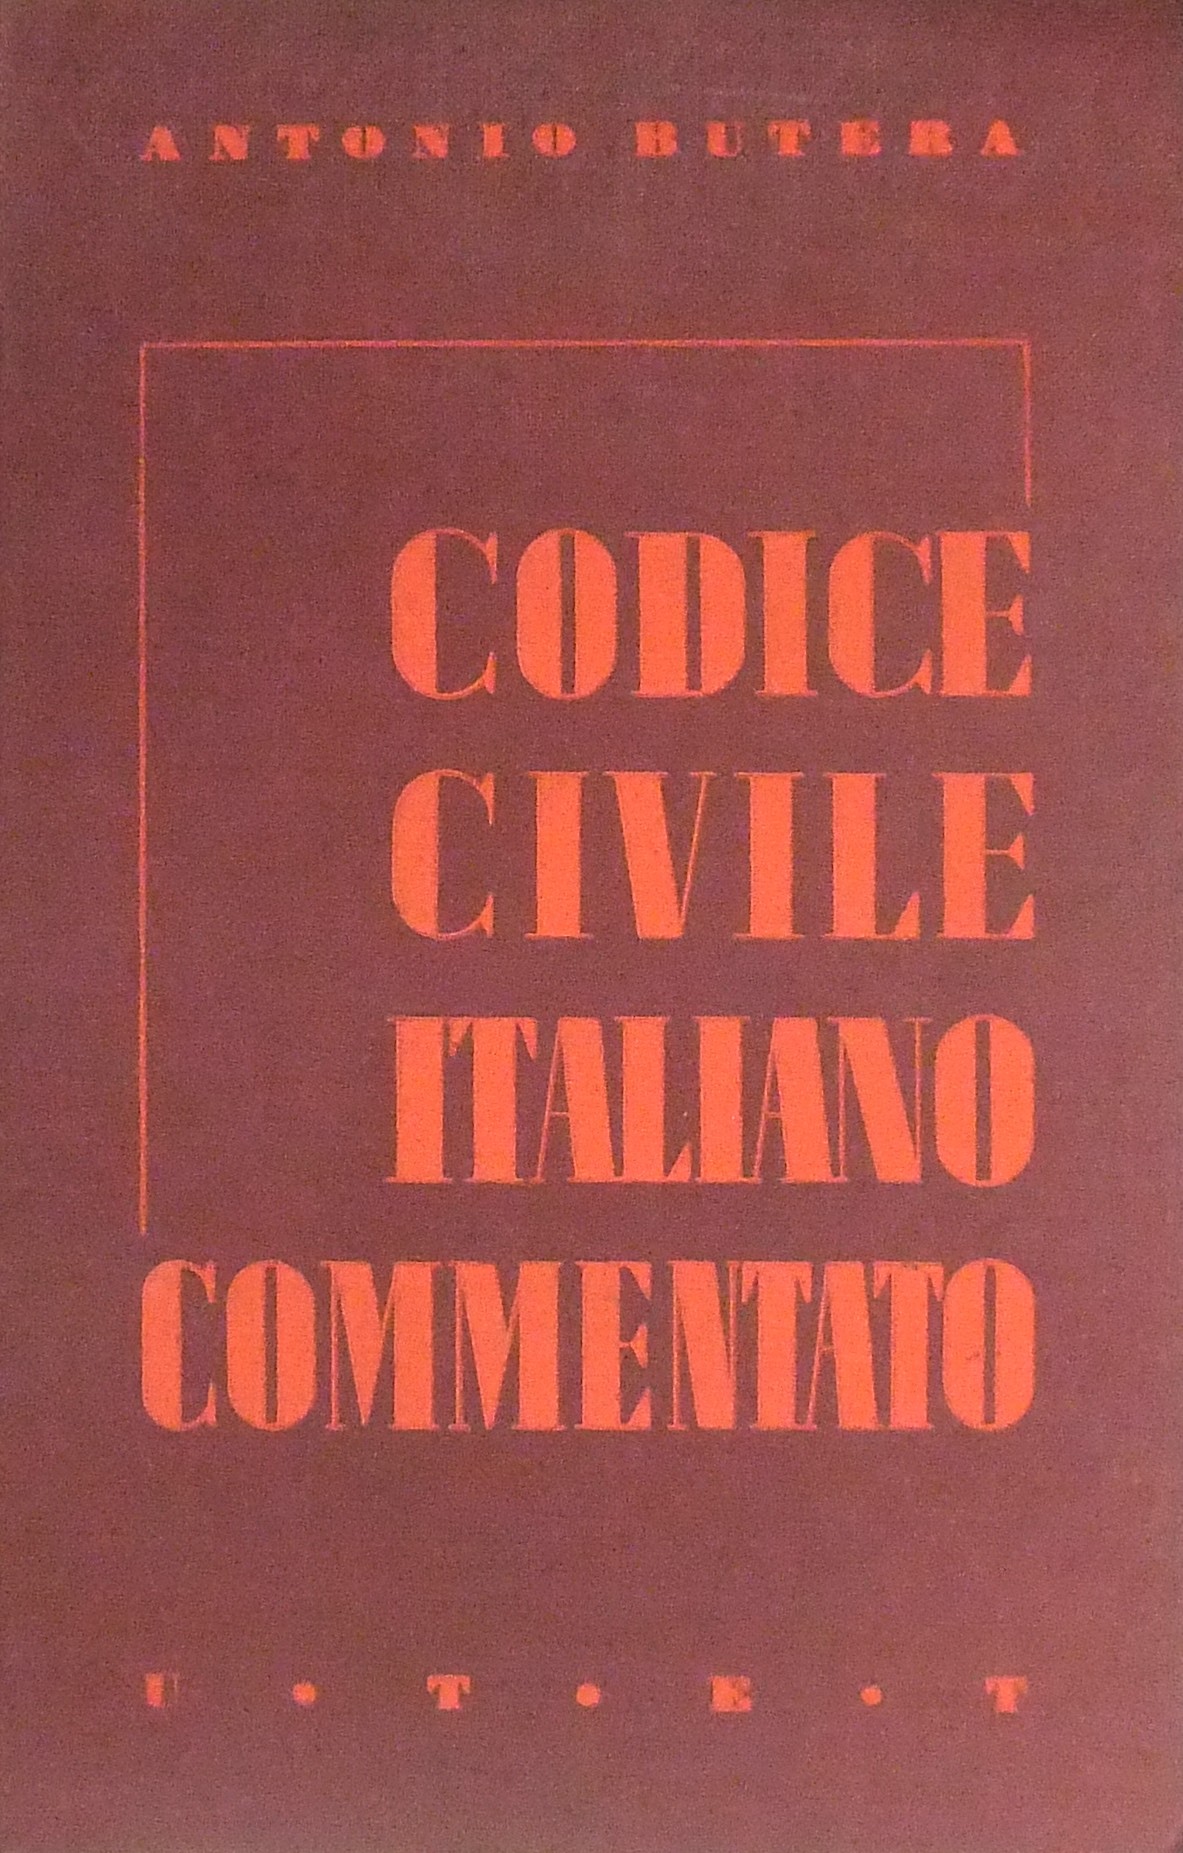 ANTONIO BUTERA
CODICE
CIVILE
ITALIANO
COMMENTATO
U • T • E • T